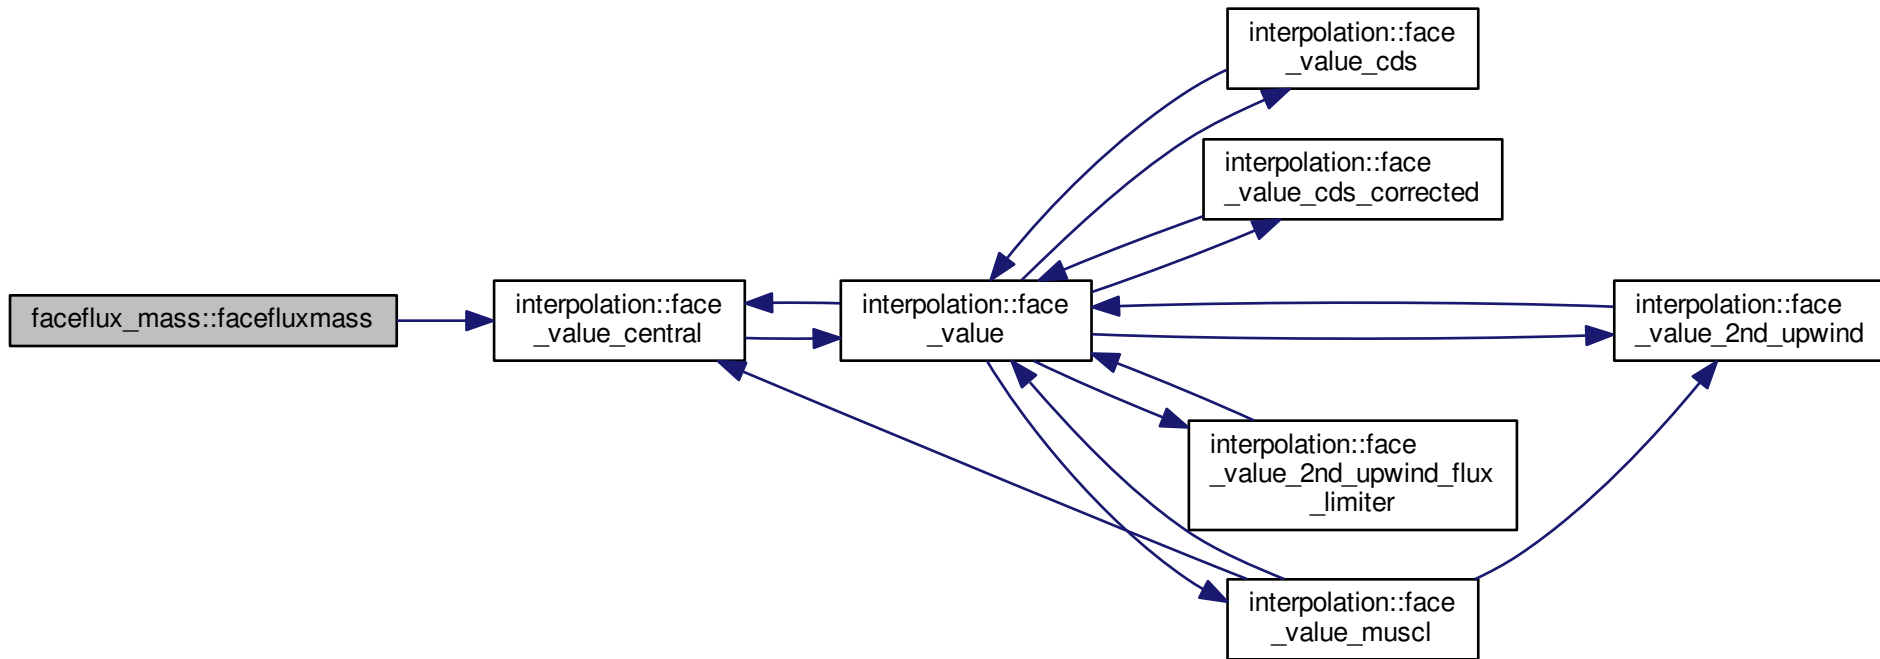 interpolation::face
_value_cds
interpolation::face
_value_cds_corrected
faceflux_mass::facefluxmass
interpolation::face
_value_central
interpolation::face
_value
interpolation::face
_value_2nd_upwind
interpolation::face
_value_2nd_upwind_flux
_limiter
interpolation::face
_value_muscl